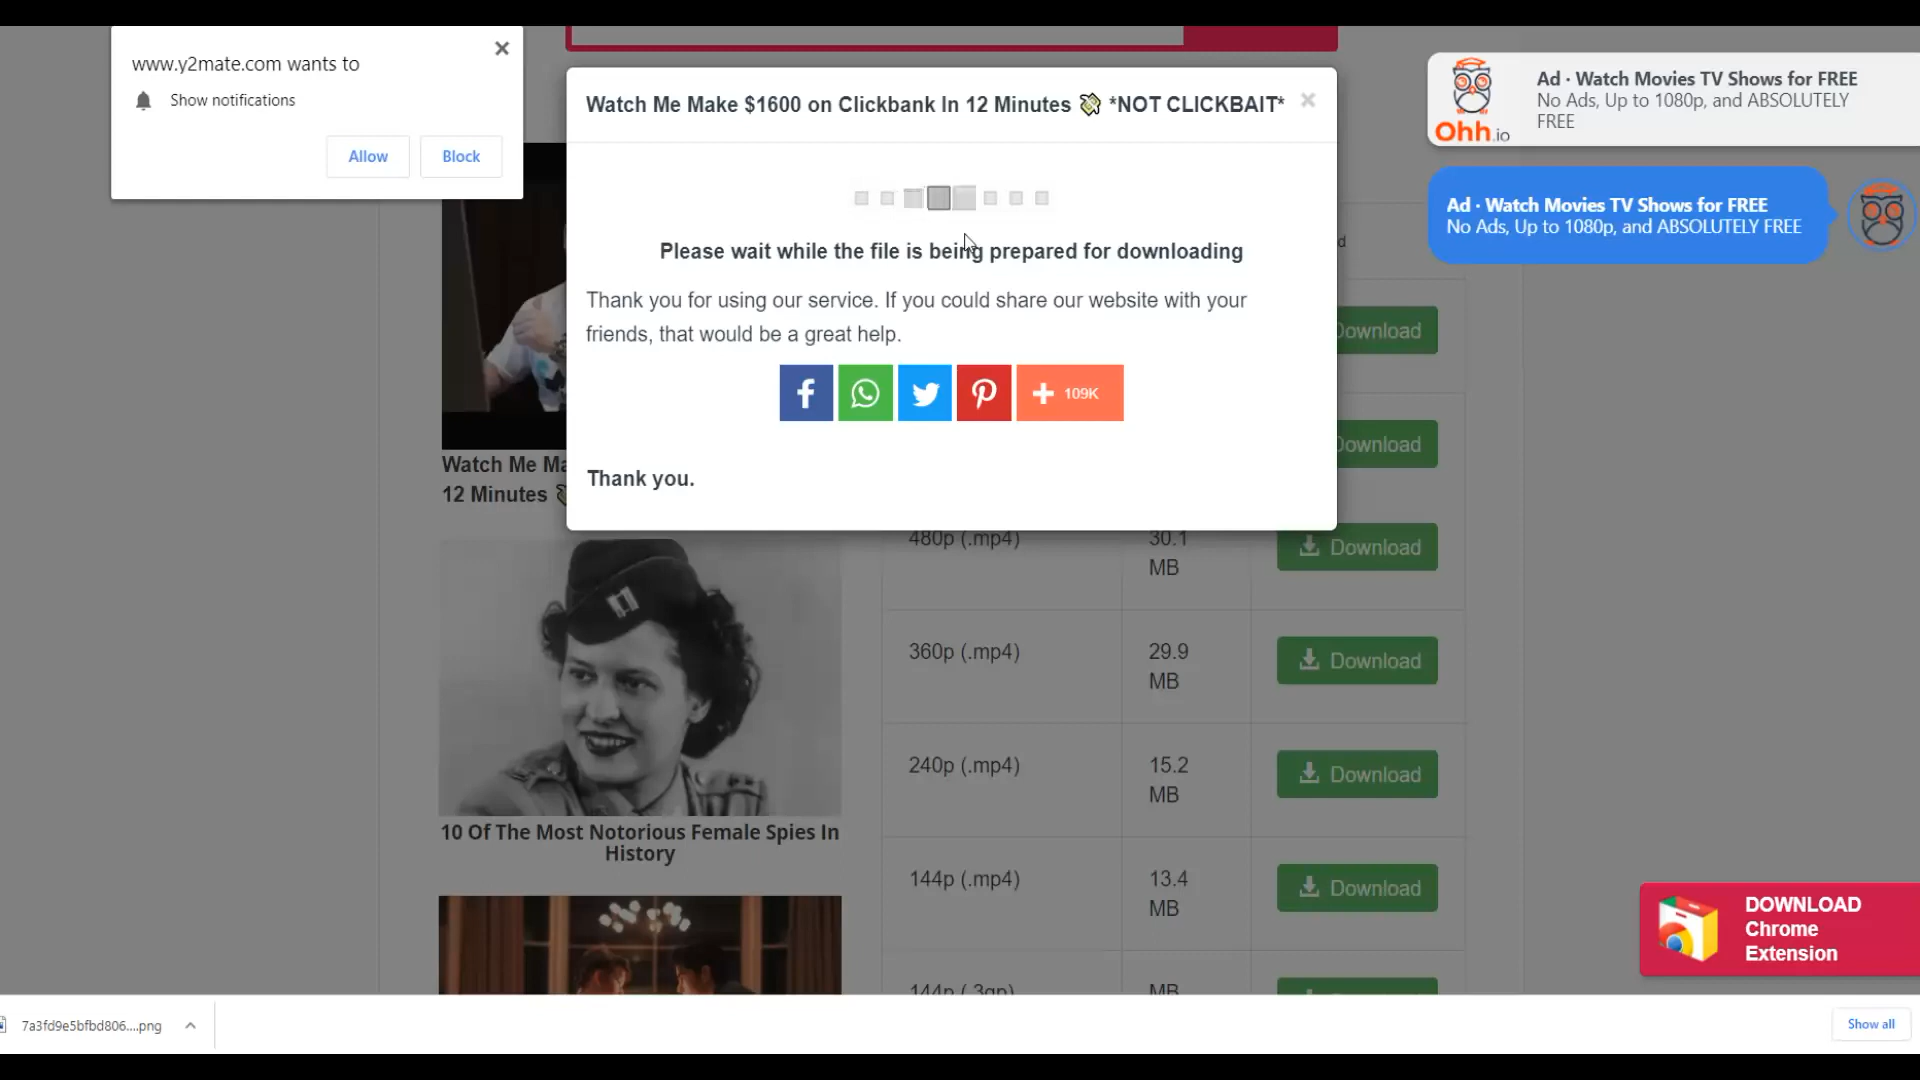 www.y2mate.com wants to
Show notifications
Allow
Block
Watch Me Make $1600 on Clickbank In 12 Minutes 💸 *NOT CLICKBAIT*
Please wait while the file is being prepared for downloading
Thank you for using our service. If you could share our website with your
friends, that would be a great help.
109K
Thank you.
Ad · Watch Movies TV Shows for FREE
No Ads, Up to 1080p, and ABSOLUTELY
FREE
Ohh.io
Ad · Watch Movies TV Shows for FREE
No Ads, Up to 1080p, and ABSOLUTELY FREE
Download
Download
Watch Me Ma
12 Minutes
480p (.mp4)
30.1
MB
Download
360p (.mp4)
29.9
MB
Download
240p (.mp4)
15.2
MB
Download
144p (.mp4)
13.4
MB
Download
144p (.3gp)
MB
10 Of The Most Notorious Female Spies In
History
DOWNLOAD
Chrome
Extension
7a3fd9e5bfbd806....png
Show all